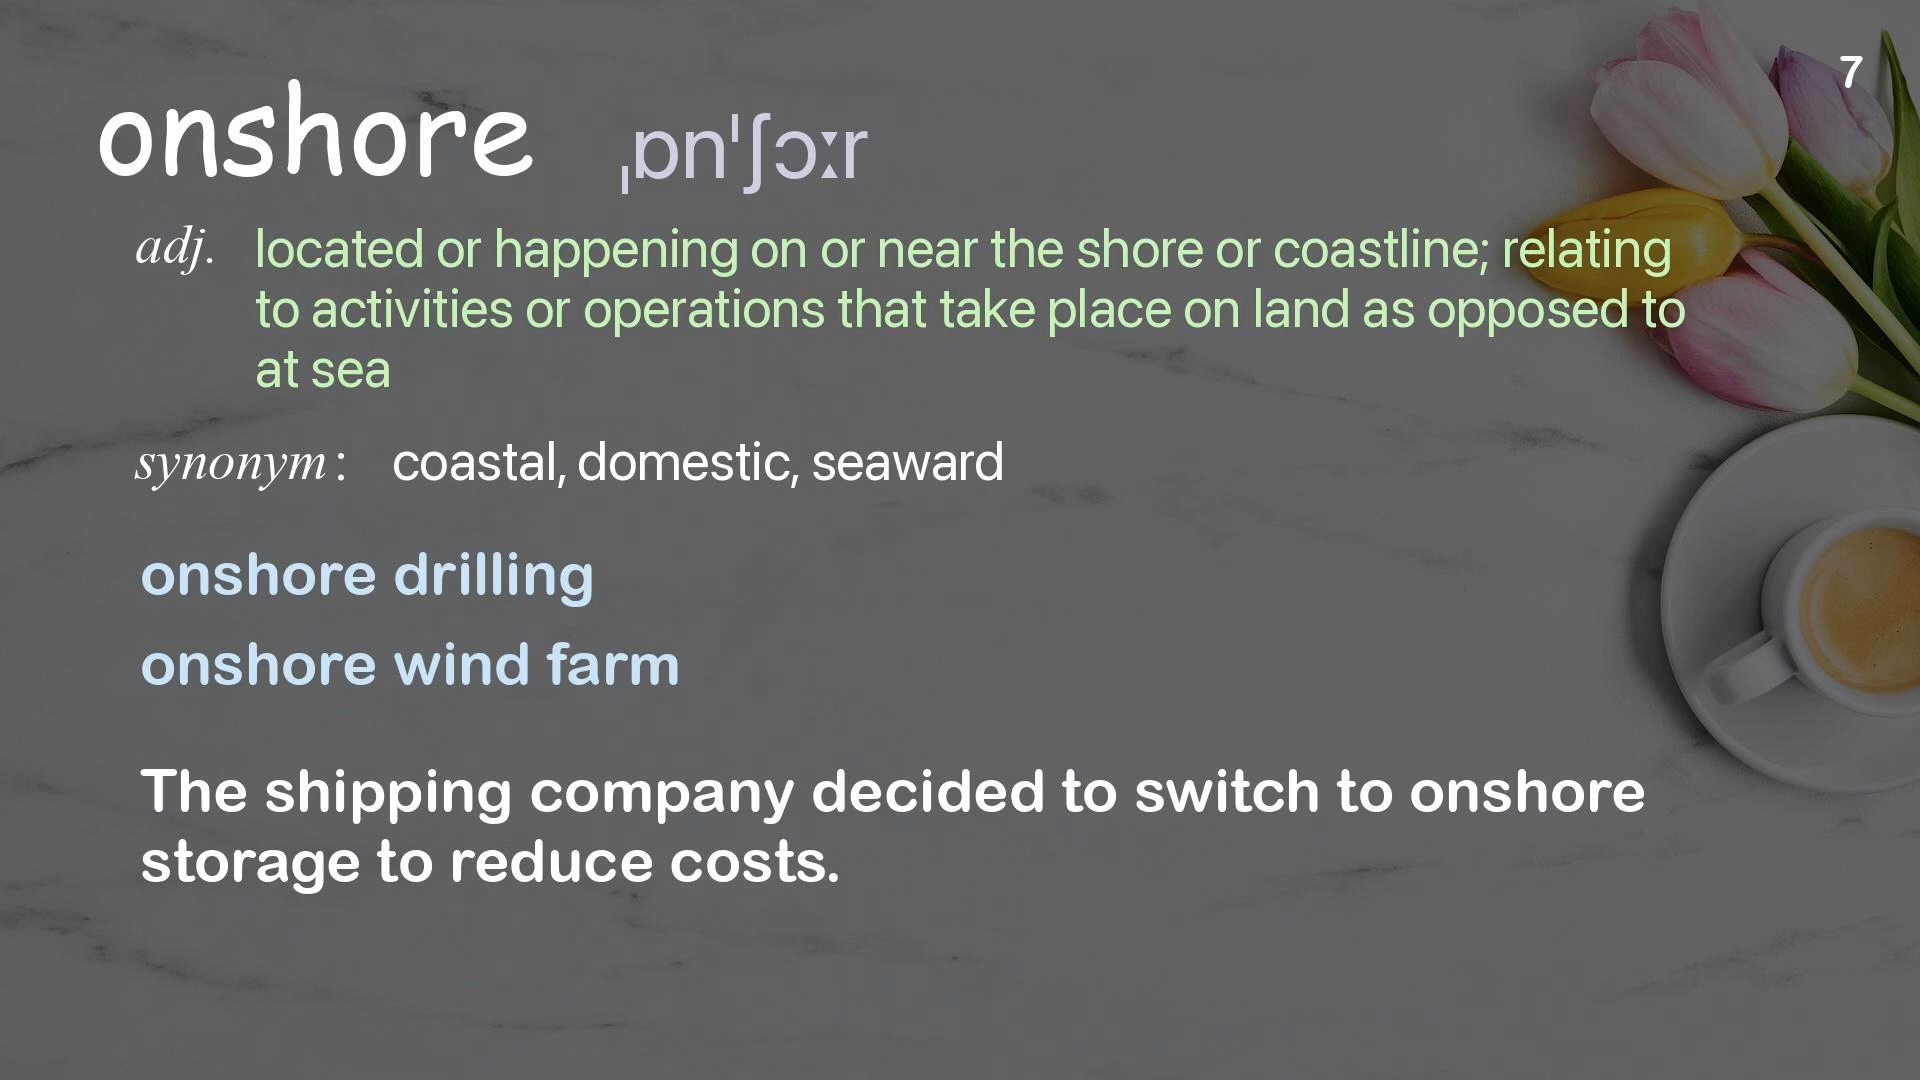 7
onshore ˌɒnˈʃɔːr
adj. located or happening on or near the shore or coastline; relating
to activities or operations that take place on land as opposed to
at sea
synonym: coastal, domestic, seaward
onshore drilling
onshore wind farm
The shipping company decided to switch to onshore
storage to reduce costs.